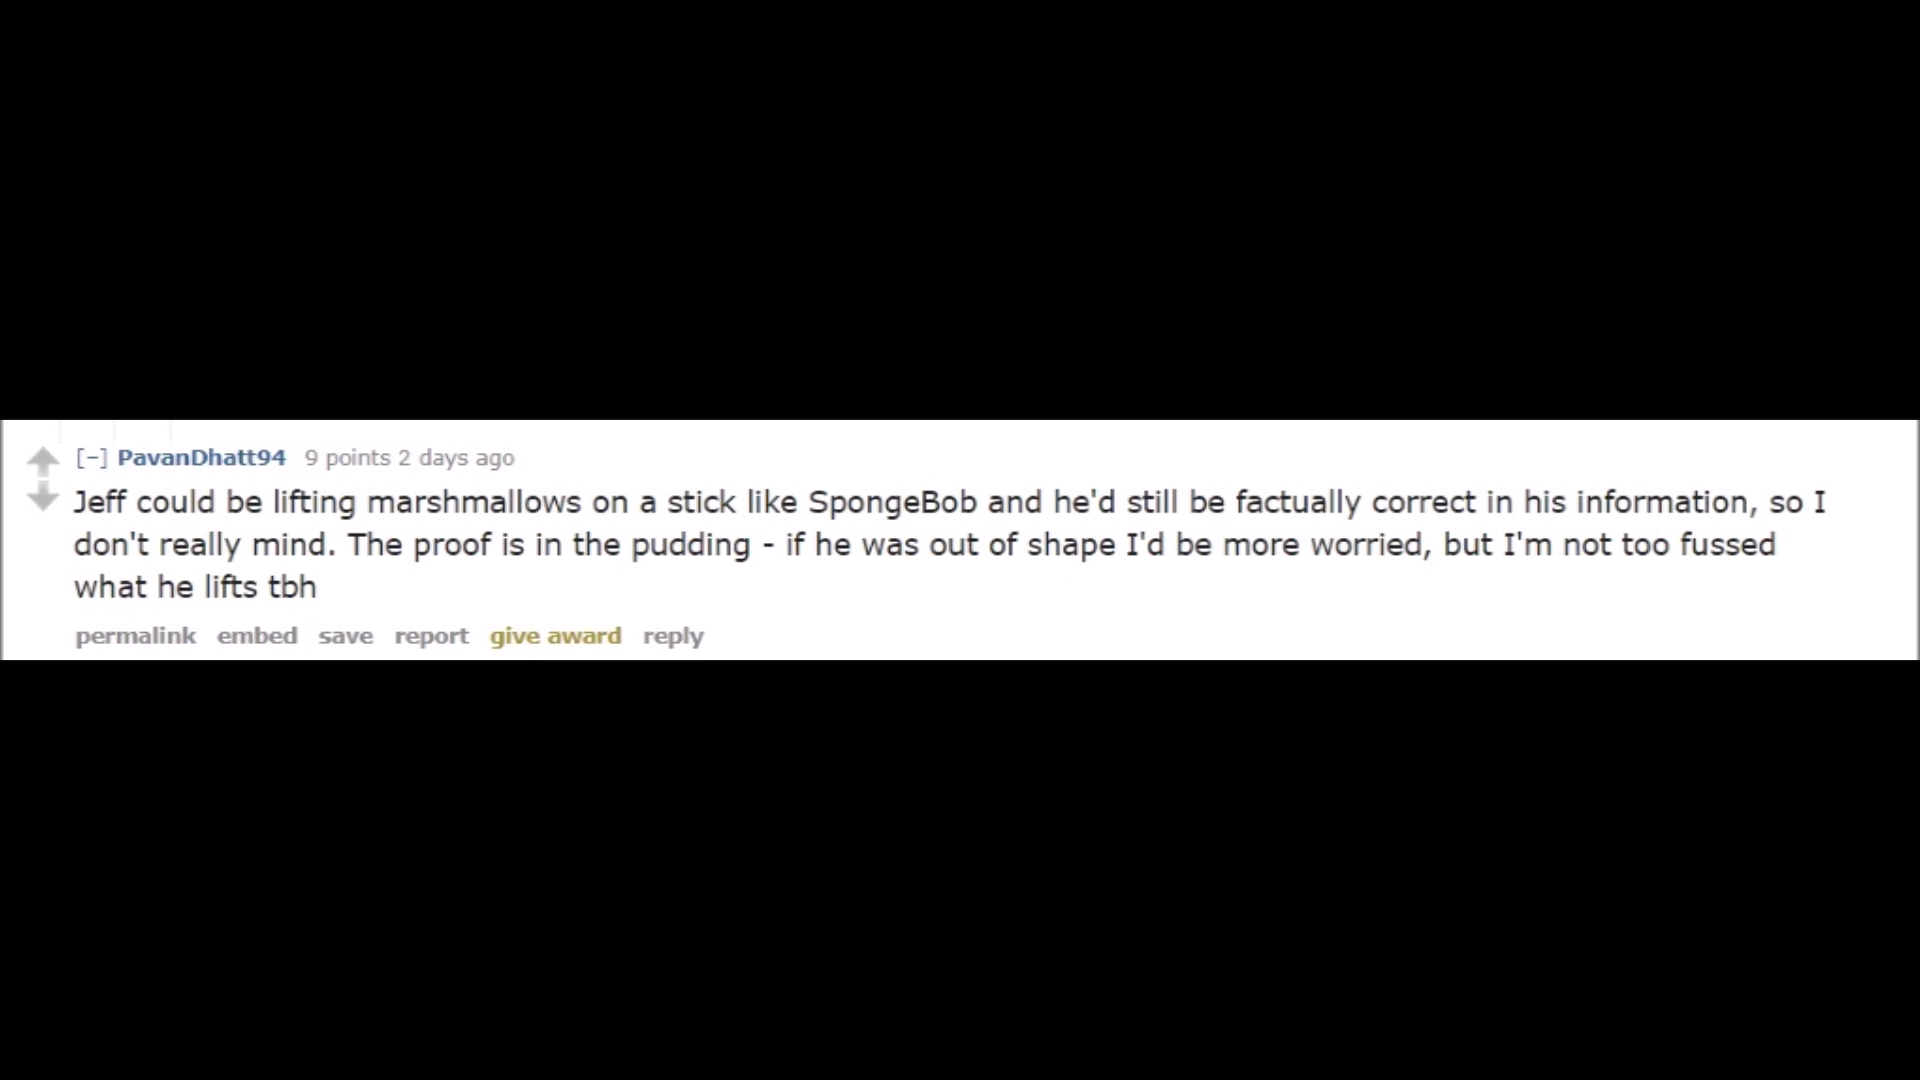 [−] PavanDhatt94 9 points 2 days ago
Jeff could be lifting marshmallows on a stick like SpongeBob and he'd still be factually correct in his information, so I
don't really mind. The proof is in the pudding - if he was out of shape I'd be more worried, but I'm not too fussed
what he lifts tbh
permalink embed save report give award reply